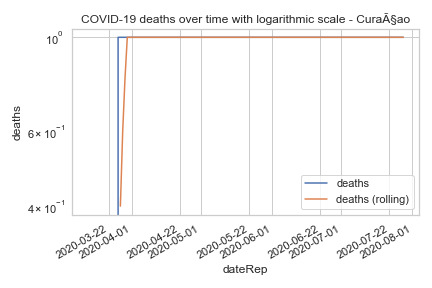 COVID-19 deaths over time with logarithmic scale - CuraÃ§ao
10⁰
6 × 10⁻¹
4 × 10⁻¹
deaths
deaths
deaths (rolling)
2020-03-22
2020-04-01
2020-04-22
2020-05-01
2020-05-22
2020-06-01
2020-06-22
2020-07-01
2020-07-22
2020-08-01
dateRep